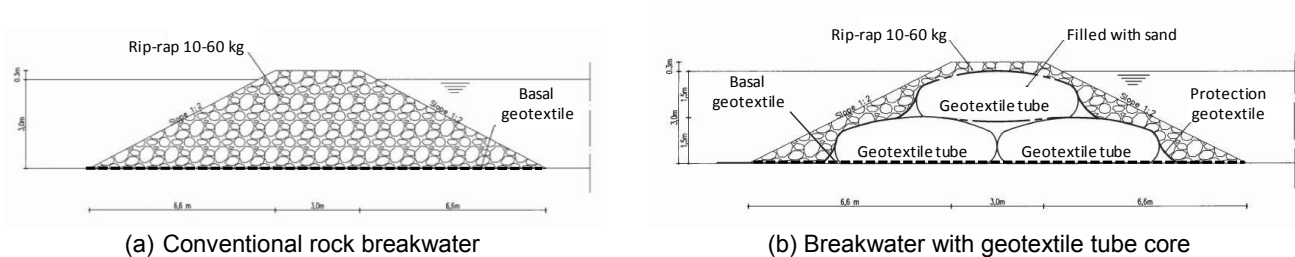 Rip-rap 10-60 kg
0.3m
Basal
geotextile
Slope 1:2
Slope 1:2
3,0m
6,6 m
3,0m
6,6m
(a) Conventional rock breakwater
Rip-rap 10-60 kg
Filled with sand
0.3m
Basal
geotextile
Slope 1:2
Slope 1:2
Protection
geotextile
1,5m
3,0m
1,5m
Geotextile tube
Geotextile tube
Geotextile tube
6,6 m
3,0m
6,6m
(b) Breakwater with geotextile tube core